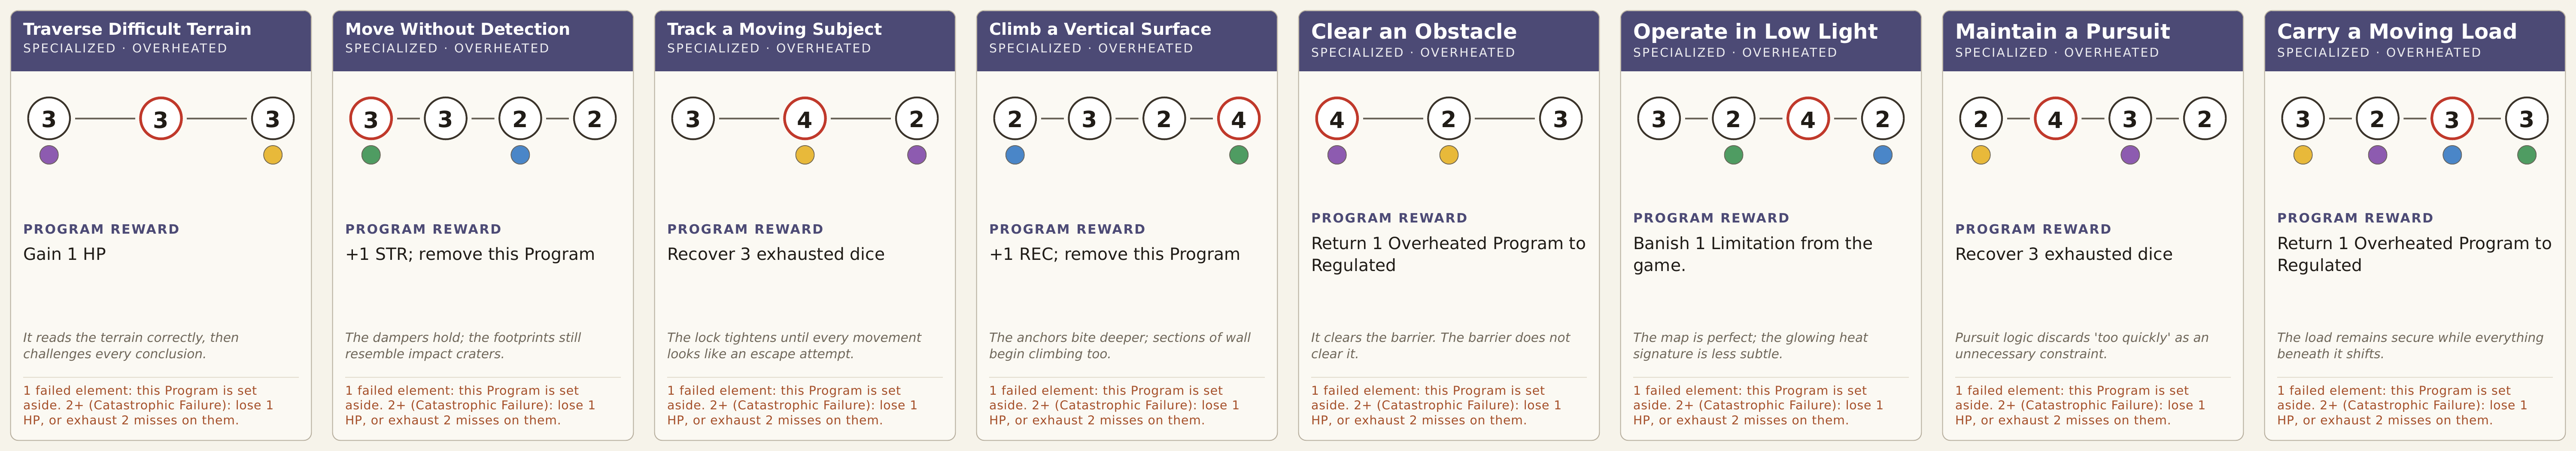 Traverse Difficult Terrain
SPECIALIZED · OVERHEATED
3 3 3
PROGRAM REWARD
Gain 1 HP
It reads the terrain correctly, then
challenges every conclusion.
1 failed element: this Program is set
aside. 2+ (Catastrophic Failure): lose 1
HP, or exhaust 2 misses on them.
Move Without Detection
SPECIALIZED · OVERHEATED
3 3 2 2
PROGRAM REWARD
+1 STR; remove this Program
The dampers hold; the footprints still
resemble impact craters.
1 failed element: this Program is set
aside. 2+ (Catastrophic Failure): lose 1
HP, or exhaust 2 misses on them.
Track a Moving Subject
SPECIALIZED · OVERHEATED
3 4 2
PROGRAM REWARD
Recover 3 exhausted dice
The lock tightens until every movement
looks like an escape attempt.
1 failed element: this Program is set
aside. 2+ (Catastrophic Failure): lose 1
HP, or exhaust 2 misses on them.
Climb a Vertical Surface
SPECIALIZED · OVERHEATED
2 3 2 4
PROGRAM REWARD
+1 REC; remove this Program
The anchors bite deeper; sections of wall
begin climbing too.
1 failed element: this Program is set
aside. 2+ (Catastrophic Failure): lose 1
HP, or exhaust 2 misses on them.
Clear an Obstacle
SPECIALIZED · OVERHEATED
4 2 3
PROGRAM REWARD
Return 1 Overheated Program to
Regulated
It clears the barrier. The barrier does not
clear it.
1 failed element: this Program is set
aside. 2+ (Catastrophic Failure): lose 1
HP, or exhaust 2 misses on them.
Operate in Low Light
SPECIALIZED · OVERHEATED
3 2 4 2
PROGRAM REWARD
Banish 1 Limitation from the
game.
The map is perfect; the glowing heat
signature is less subtle.
1 failed element: this Program is set
aside. 2+ (Catastrophic Failure): lose 1
HP, or exhaust 2 misses on them.
Maintain a Pursuit
SPECIALIZED · OVERHEATED
2 4 3 2
PROGRAM REWARD
Recover 3 exhausted dice
Pursuit logic discards 'too quickly' as an
unnecessary constraint.
1 failed element: this Program is set
aside. 2+ (Catastrophic Failure): lose 1
HP, or exhaust 2 misses on them.
Carry a Moving Load
SPECIALIZED · OVERHEATED
3 2 3 3
PROGRAM REWARD
Return 1 Overheated Program to
Regulated
The load remains secure while everything
beneath it shifts.
1 failed element: this Program is set
aside. 2+ (Catastrophic Failure): lose 1
HP, or exhaust 2 misses on them.